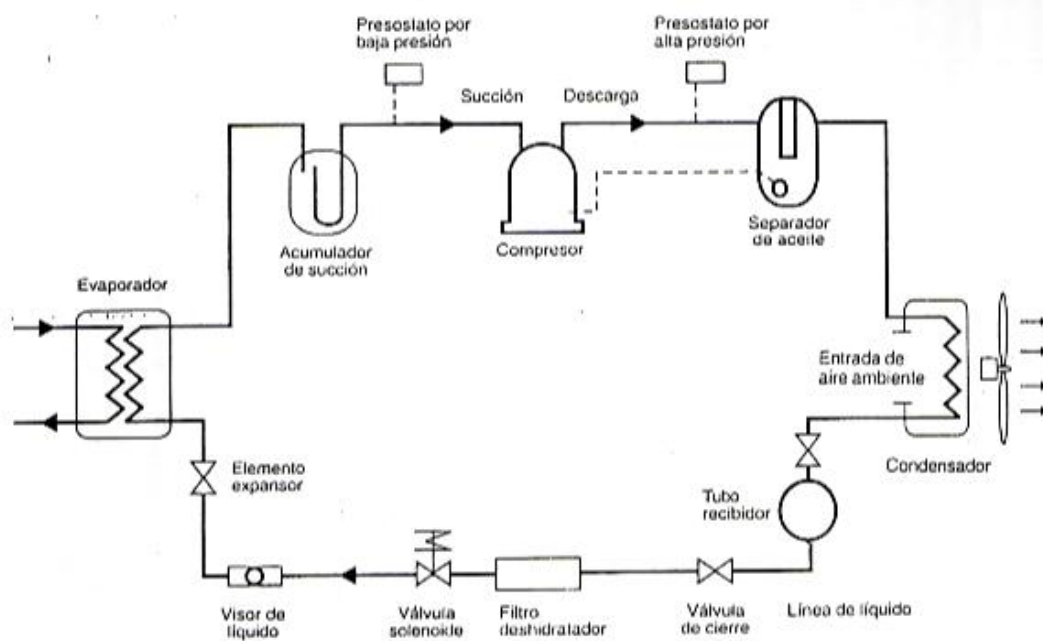 Presostato por
baja presión
Presostato por
alta presión
Succión
Descarga
Acumulador
de succión
Compresor
Separador
de aceite
Evaporador
Entrada de
aire ambiente
Condensador
Elemento
expansor
Tubo
recibidor
Visor de
líquido
Válvula
solenoide
Filtro
deshidratador
Válvula
de cierre
Línea de líquido